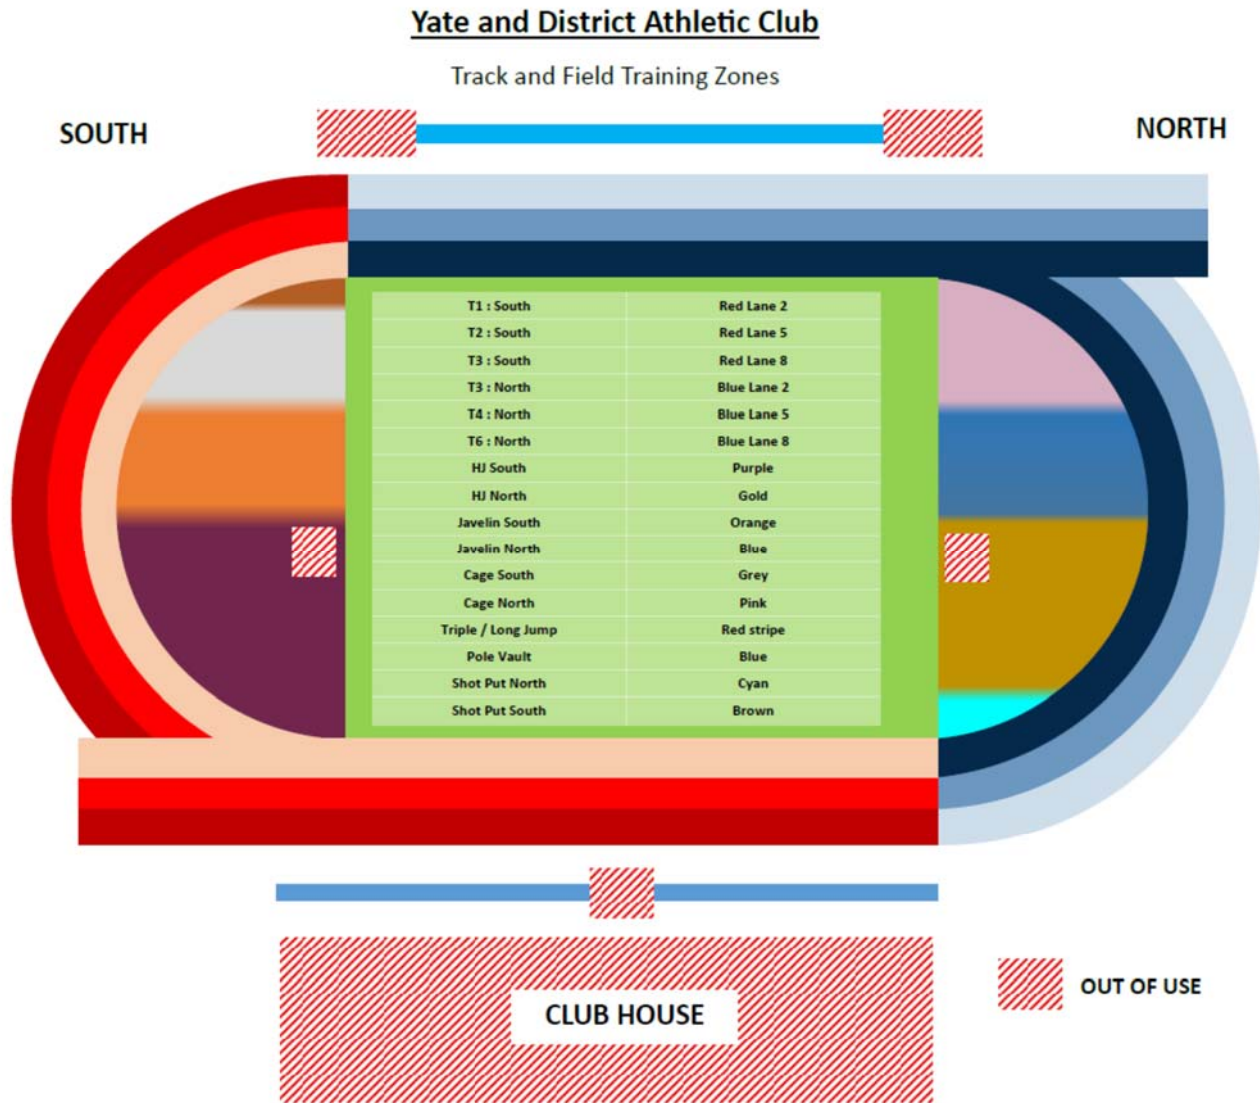 Yate and District Athletic Club
Track and Field Training Zones
SOUTH
NORTH
T1 : South Red Lane 2
T2 : South Red Lane 5
T3 : South Red Lane 8
T3 : North Blue Lane 2
T4 : North Blue Lane 5
T6 : North Blue Lane 8
HJ South Purple
HJ North Gold
Javelin South Orange
Javelin North Blue
Cage South Grey
Cage North Pink
Triple / Long Jump Red stripe
Pole Vault Blue
Shot Put North Cyan
Shot Put South Brown
CLUB HOUSE
OUT OF USE